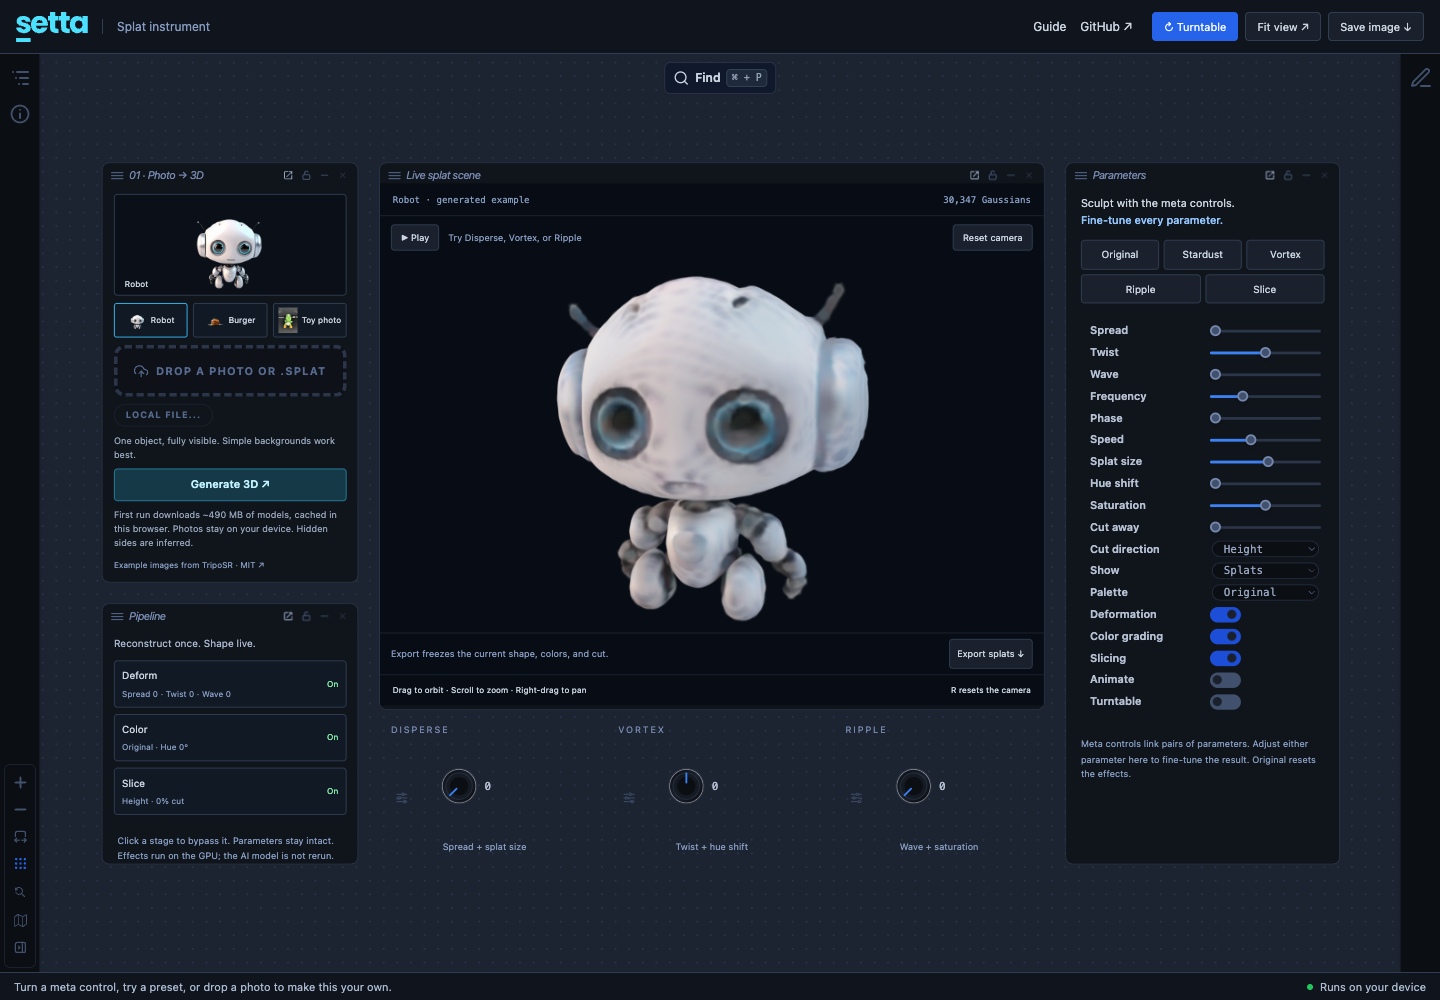 setta
Splat instrument
Guide
GitHub ↗
↻ Turntable
Fit view ↗
Save image ↓
Find ⌘ + P
01 · Photo → 3D
Robot
Robot
Burger
Toy photo
DROP A PHOTO OR .SPLAT
LOCAL FILE...
One object, fully visible. Simple backgrounds work
best.
Generate 3D ↗
First run downloads ~490 MB of models, cached in
this browser. Photos stay on your device. Hidden
sides are inferred.
Example images from TripoSR · MIT ↗
Pipeline
Reconstruct once. Shape live.
Deform
Spread 0 · Twist 0 · Wave 0
On
Color
Original · Hue 0°
On
Slice
Height · 0% cut
On
Click a stage to bypass it. Parameters stay intact.
Effects run on the GPU; the AI model is not rerun.
Live splat scene
Robot · generated example
30,347 Gaussians
▶ Play
Try Disperse, Vortex, or Ripple
Reset camera
Export freezes the current shape, colors, and cut.
Export splats ↓
Drag to orbit · Scroll to zoom · Right-drag to pan
R resets the camera
DISPERSE
0
Spread + splat size
VORTEX
0
Twist + hue shift
RIPPLE
0
Wave + saturation
Parameters
Sculpt with the meta controls.
Fine-tune every parameter.
Original
Stardust
Vortex
Ripple
Slice
Spread
Twist
Wave
Frequency
Phase
Speed
Splat size
Hue shift
Saturation
Cut away
Cut direction Height
Show Splats
Palette Original
Deformation
Color grading
Slicing
Animate
Turntable
Meta controls link pairs of parameters. Adjust either
parameter here to fine-tune the result. Original resets
the effects.
Turn a meta control, try a preset, or drop a photo to make this your own.
Runs on your device